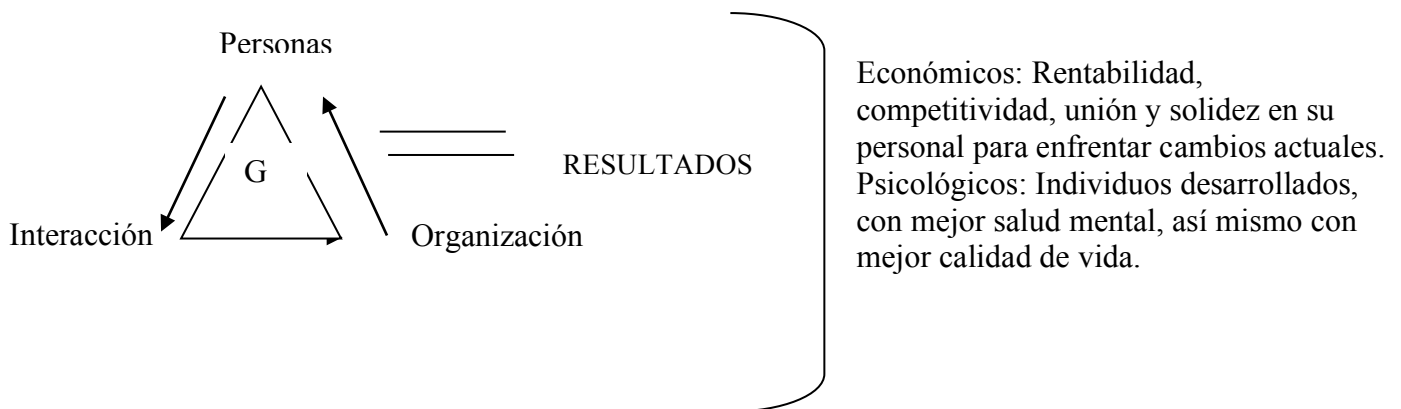 Personas
G
Interacción
Organización
RESULTADOS
Económicos: Rentabilidad,
competitividad, unión y solidez en su
personal para enfrentar cambios actuales.
Psicológicos: Individuos desarrollados,
con mejor salud mental, así mismo con
mejor calidad de vida.